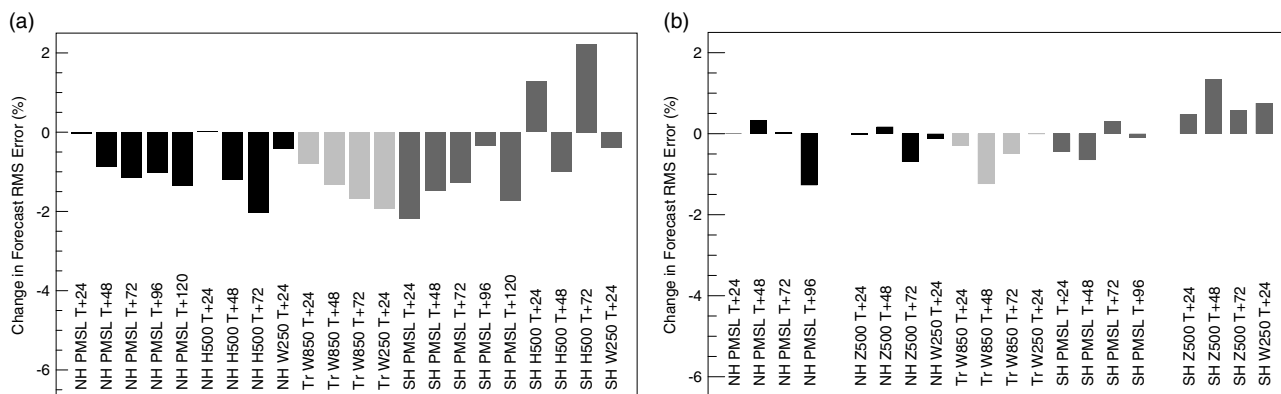 (a)
Change in Forecast RMS Error (%)
2
0
-2
-4
-6
NH PMSL T+24
NH PMSL T+48
NH PMSL T+72
NH PMSL T+96
NH PMSL T+120
NH H500 T+24
NH H500 T+48
NH H500 T+72
NH W250 T+24
Tr W850 T+24
Tr W850 T+48
Tr W850 T+72
Tr W250 T+24
SH PMSL T+24
SH PMSL T+48
SH PMSL T+72
SH PMSL T+96
SH PMSL T+120
SH H500 T+24
SH H500 T+48
SH H500 T+72
SH W250 T+24
(b)
Change in Forecast RMS Error (%)
2
0
-2
-4
-6
NH PMSL T+24
NH PMSL T+48
NH PMSL T+72
NH PMSL T+96
NH Z500 T+24
NH Z500 T+48
NH Z500 T+72
NH W250 T+24
Tr W850 T+24
Tr W850 T+48
Tr W850 T+72
Tr W250 T+24
SH PMSL T+24
SH PMSL T+48
SH PMSL T+72
SH PMSL T+96
SH Z500 T+24
SH Z500 T+48
SH Z500 T+72
SH W250 T+24